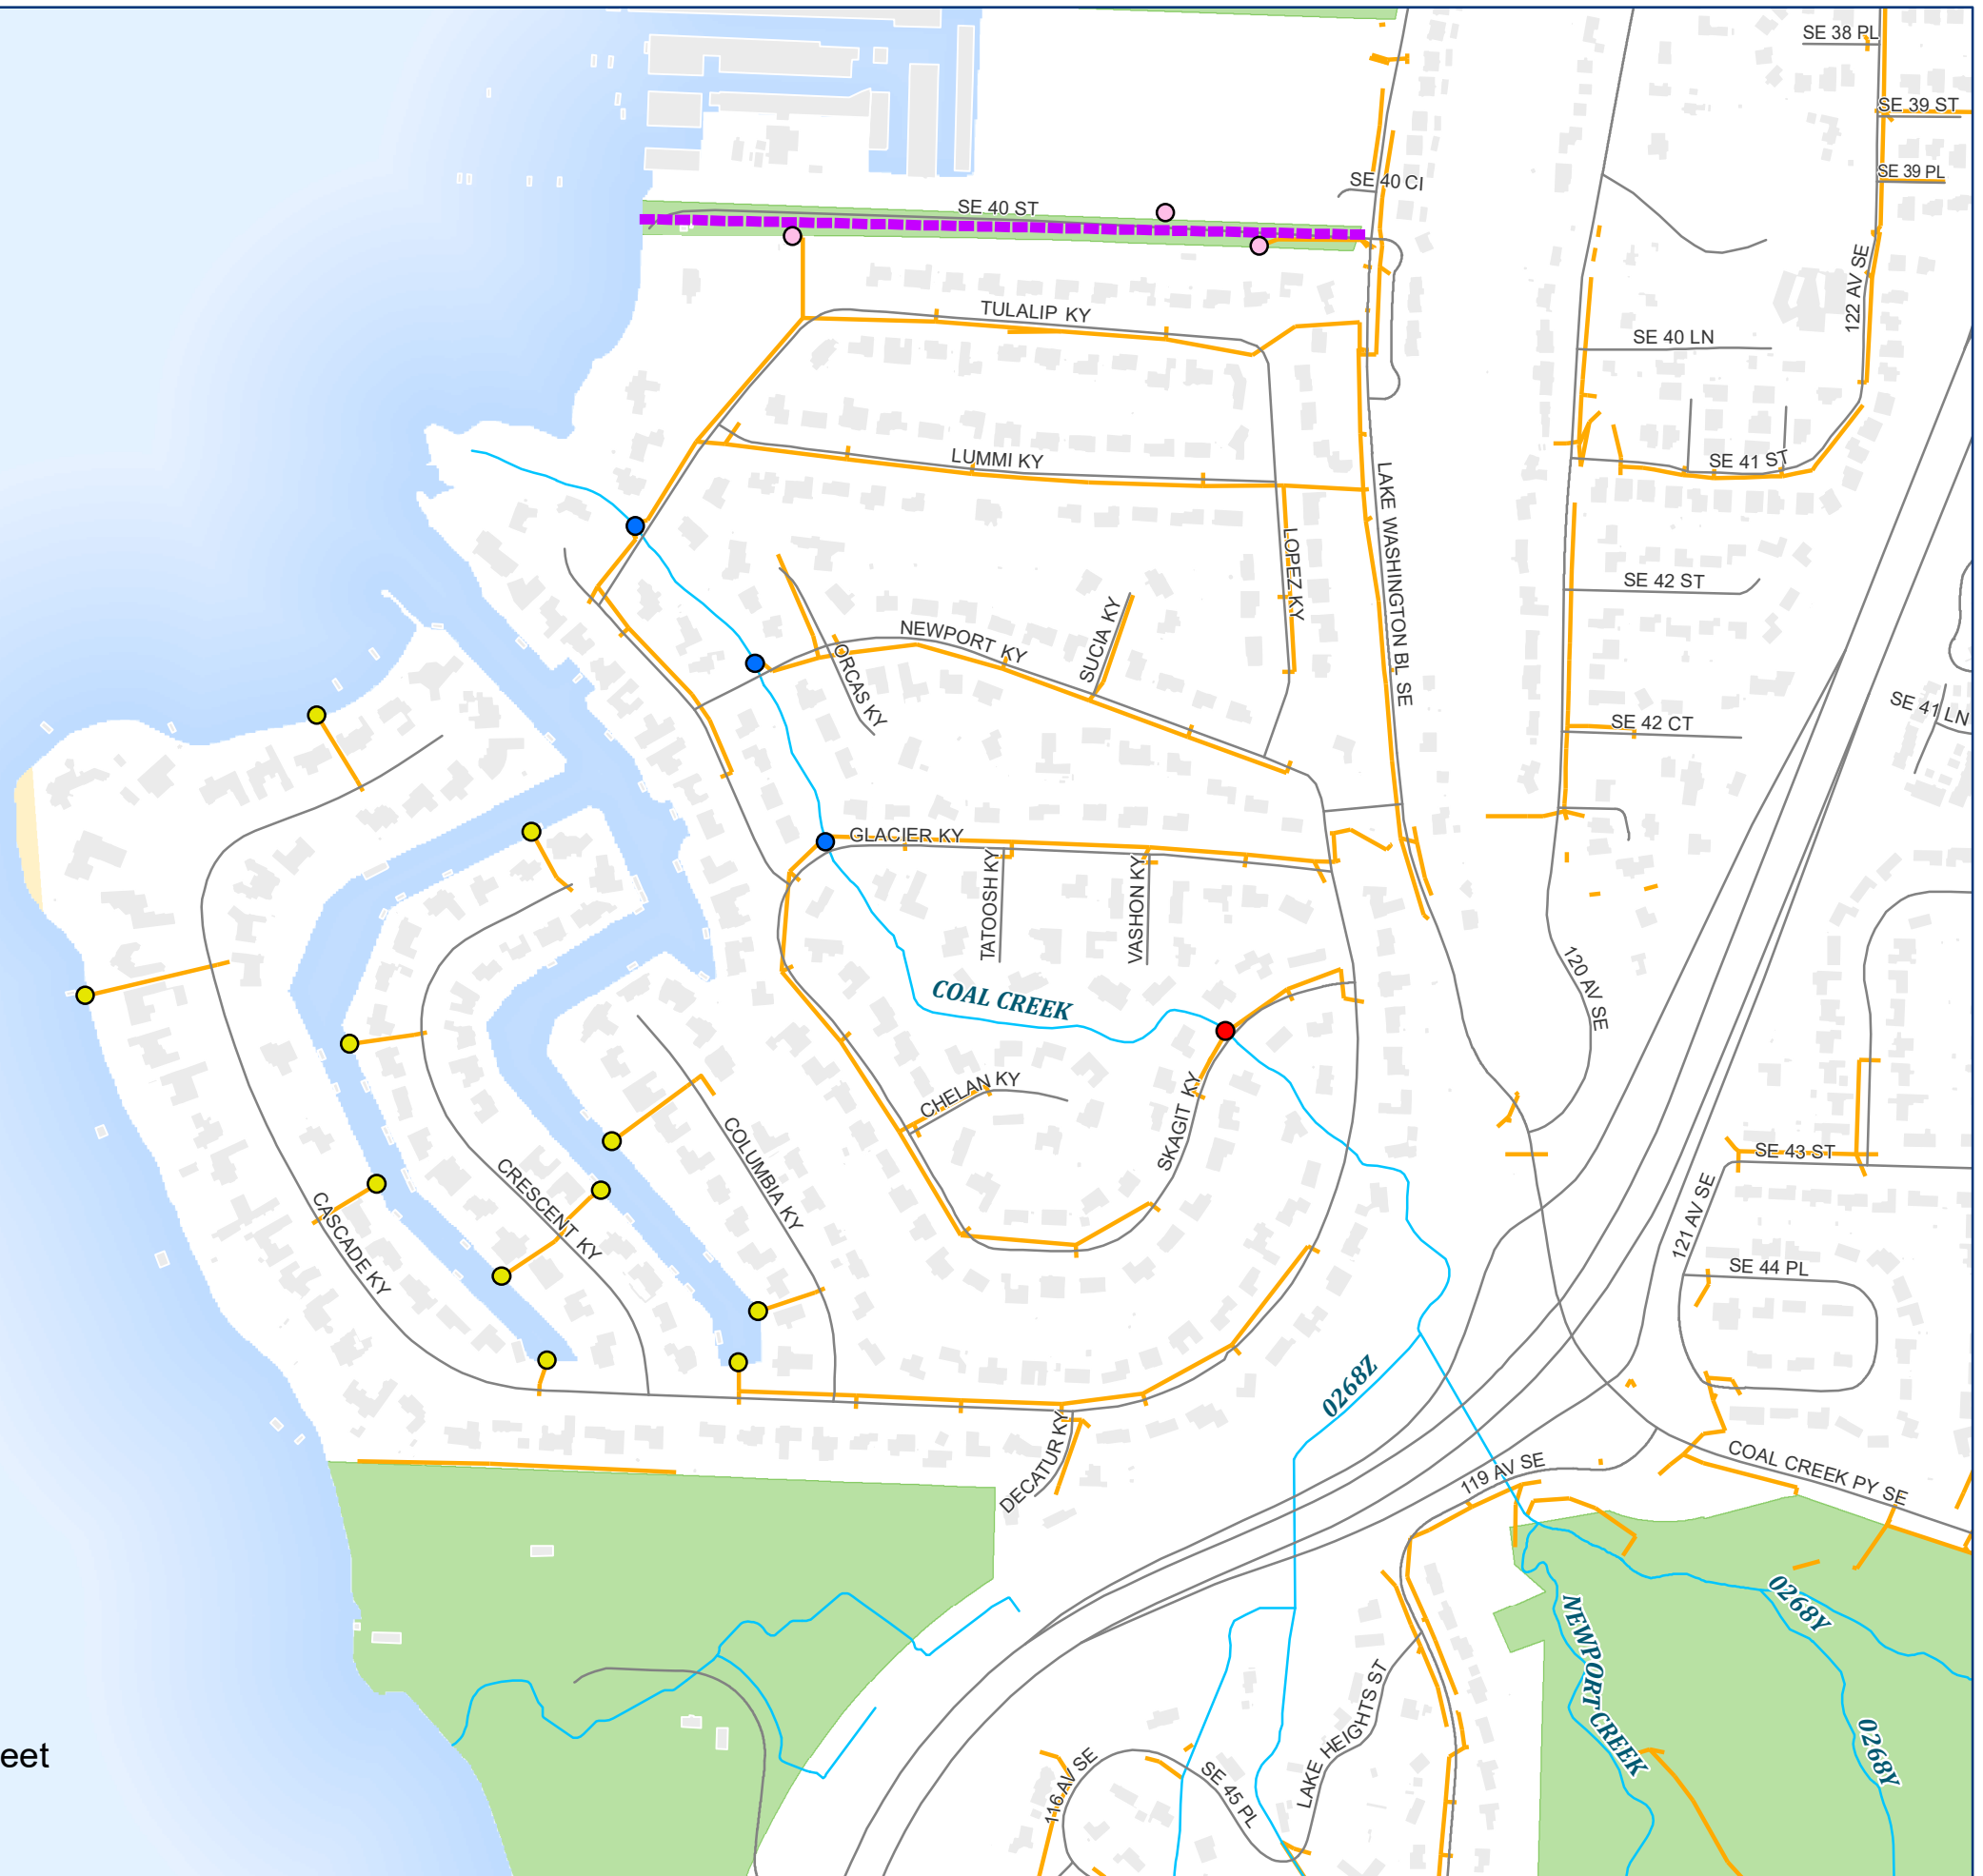 SE 38 PL
SE 39 ST
SE 39 PL
SE 40 CI
SE 40 ST
122 AV SE
TULALIP KY
SE 40 LN
LUMMI KY
SE 41 ST
LAKE WASHINGTON BL SE
LOPEZ KY
SE 42 ST
SUCIA KY
NEWPORT KY
ORCAS KY
SE 41 LN
SE 42 CT
GLACIER KY
TATOOSH KY
VASHON KY
120 AV SE
COAL CREEK
CHELAN KY
SKAGIT KY
COLUMBIA KY
CRESCENT KY
CASCADE KY
SE 43 ST
121 AV SE
SE 44 PL
0268Z
DECATUR KY
119 AV SE
COAL CREEK PY SE
NEWPORT CREEK
0268Y
0268Y
LAKE HEIGHTS ST
116 AV SE
SE 45 PL
eet